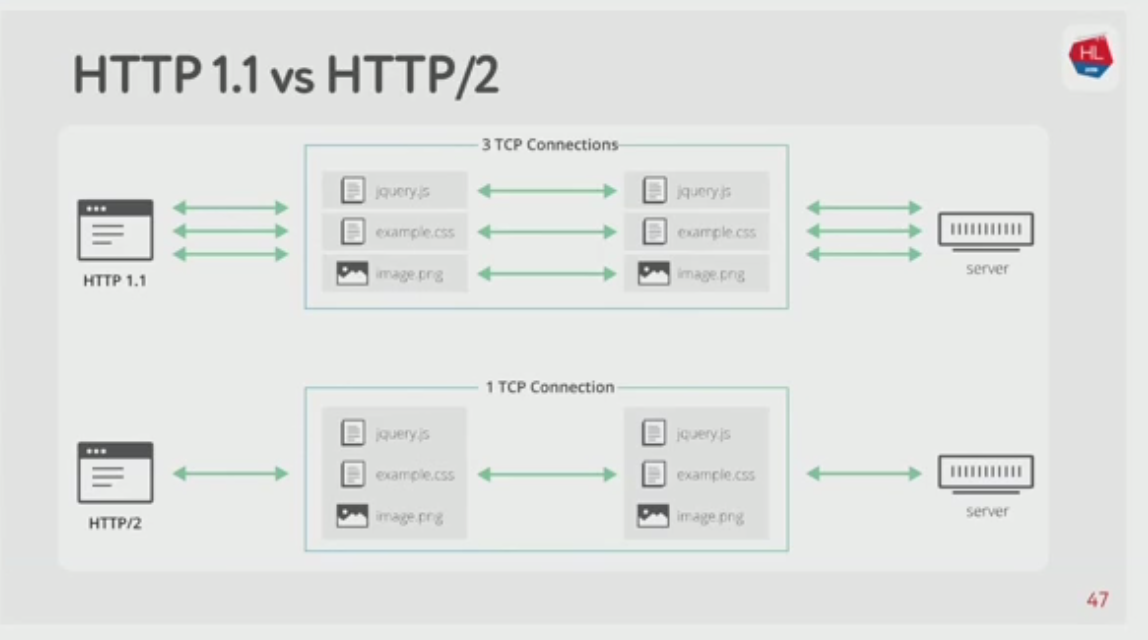 HTTP 1.1 vs HTTP/2
HL
3 TCP Connections
jquery.js
jquery.js
example.css
example.css
image.png
image.png
HTTP 1.1
server
1 TCP Connection
jquery.js
jquery.js
example.css
example.css
image.png
image.png
HTTP/2
server
47